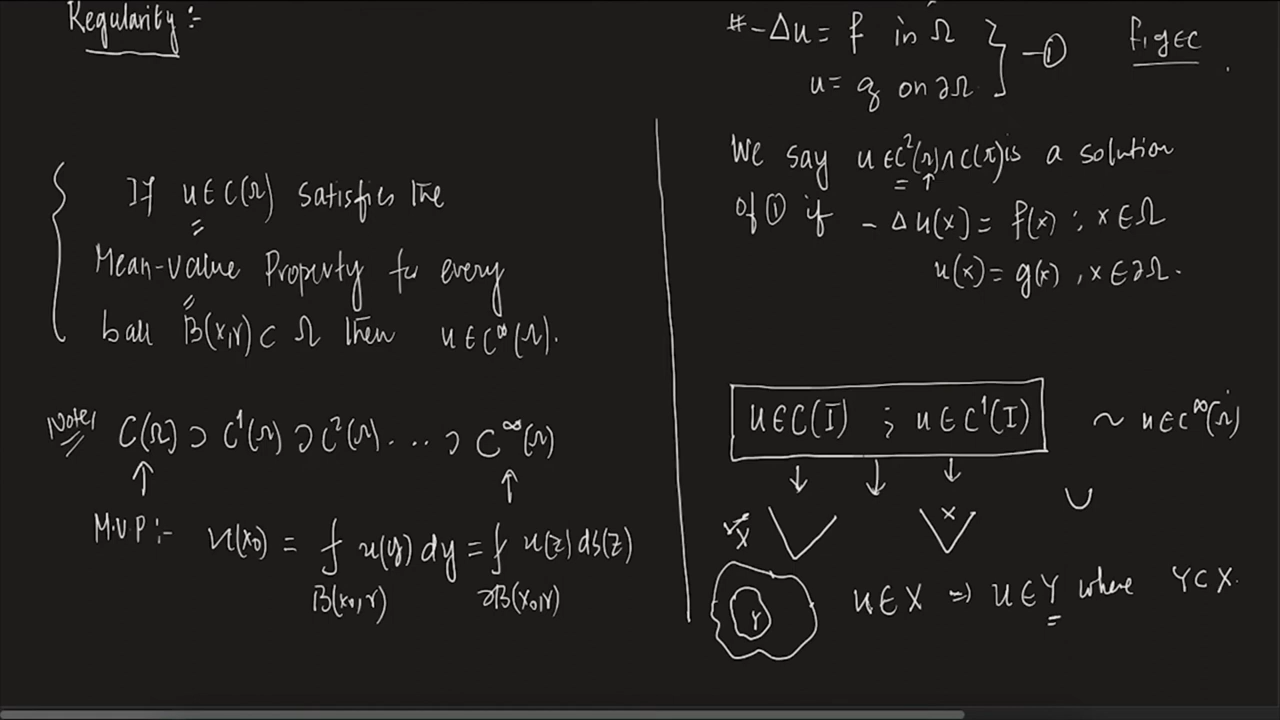 Regularity :-
If u ∈ C(Ω) satisfies the
Mean-value Property for every
ball B(x,r) ⊂ Ω then u ∈ C^∞(Ω).
Note, C(Ω) ⊃ C¹(Ω) ⊃ C²(Ω) ... ⊃ C^∞(Ω)
M.V.P :- u(x₀) = ⨍_{B(x₀,r)} u(y) dy = ⨍_{∂B(x₀,r)} u(z) ds(z)
# -Δu = f in Ω
u = g on ∂Ω } —①
f, g ∈ C
We say u ∈ C²(Ω) ∩ C(Ω̄) is a solution
of ① if -Δu(x) = f(x) ; x ∈ Ω
u(x) = g(x) , x ∈ ∂Ω.
u ∈ C(I) ; u ∈ C¹(I) ~ u ∈ C^∞(Ω)
X
x
Y
u ∈ X ⇒ u ∈ Y where Y ⊂ X.